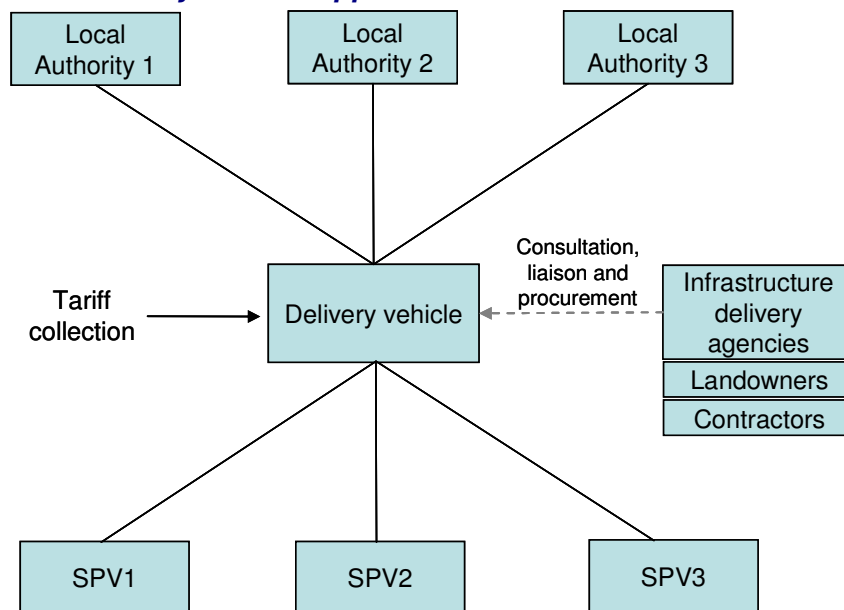 Local
Authority 1
Local
Authority 2
Local
Authority 3
Consultation,
liaison and
procurement
Tariff
collection
Delivery vehicle
Infrastructure
delivery
agencies
Landowners
Contractors
SPV1
SPV2
SPV3